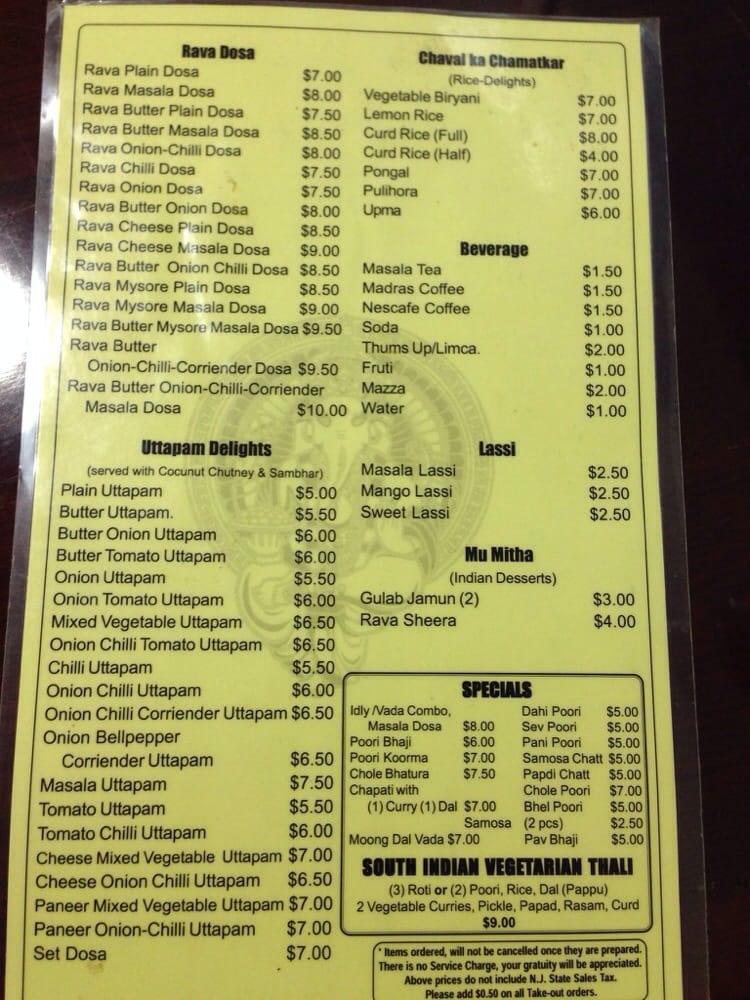 Rava Dosa
Rava Plain Dosa $7.00
Rava Masala Dosa $8.00
Rava Butter Plain Dosa $7.50
Rava Butter Masala Dosa $8.50
Rava Onion-Chilli Dosa $8.00
Rava Chilli Dosa $7.50
Rava Onion Dosa $7.50
Rava Butter Onion Dosa $8.00
Rava Cheese Plain Dosa $8.50
Rava Cheese Masala Dosa $9.00
Rava Butter Onion Chilli Dosa $8.50
Rava Mysore Plain Dosa $8.50
Rava Mysore Masala Dosa $9.00
Rava Butter Mysore Masala Dosa $9.50
Rava Butter
Onion-Chilli-Corriender Dosa $9.50
Rava Butter Onion-Chilli-Corriender
Masala Dosa $10.00
Uttapam Delights
(served with Cocunut Chutney & Sambhar)
Plain Uttapam $5.00
Butter Uttapam. $5.50
Butter Onion Uttapam $6.00
Butter Tomato Uttapam $6.00
Onion Uttapam $5.50
Onion Tomato Uttapam $6.00
Mixed Vegetable Uttapam $6.50
Onion Chilli Tomato Uttapam $6.50
Chilli Uttapam $5.50
Onion Chilli Uttapam $6.00
Onion Chilli Corriender Uttapam $6.50
Onion Bellpepper
Corriender Uttapam $6.50
Masala Uttapam $7.50
Tomato Uttapam $5.50
Tomato Chilli Uttapam $6.00
Cheese Mixed Vegetable Uttapam $7.00
Cheese Onion Chilli Uttapam $6.50
Paneer Mixed Vegetable Uttapam $7.00
Paneer Onion-Chilli Uttapam $7.00
Set Dosa $7.00
Chaval ka Chamatkar
(Rice-Delights)
Vegetable Biryani $7.00
Lemon Rice $7.00
Curd Rice (Full) $8.00
Curd Rice (Half) $4.00
Pongal $7.00
Pulihora $7.00
Upma $6.00
Beverage
Masala Tea $1.50
Madras Coffee $1.50
Nescafe Coffee $1.50
Soda $1.00
Thums Up/Limca. $2.00
Fruti $1.00
Mazza $2.00
Water $1.00
Lassi
Masala Lassi $2.50
Mango Lassi $2.50
Sweet Lassi $2.50
Mu Mitha
(Indian Desserts)
Gulab Jamun (2) $3.00
Rava Sheera $4.00
SPECIALS
Idly /Vada Combo,
Masala Dosa $8.00
Poori Bhaji $6.00
Poori Koorma $7.00
Chole Bhatura $7.50
Chapati with
(1) Curry (1) Dal $7.00
Moong Dal Vada $7.00
Dahi Poori $5.00
Sev Poori $5.00
Pani Poori $5.00
Samosa Chatt $5.00
Papdi Chatt $5.00
Chole Poori $7.00
Bhel Poori $5.00
Samosa (2 pcs) $2.50
Pav Bhaji $5.00
SOUTH INDIAN VEGETARIAN THALI
(3) Roti or (2) Poori, Rice, Dal (Pappu)
2 Vegetable Curries, Pickle, Papad, Rasam, Curd
$9.00
* Items ordered, will not be cancelled once they are prepared.
There is no Service Charge, your gratuity will be appreciated.
Above prices do not include N.J. State Sales Tax.
Please add $0.50 on all Take-out orders.